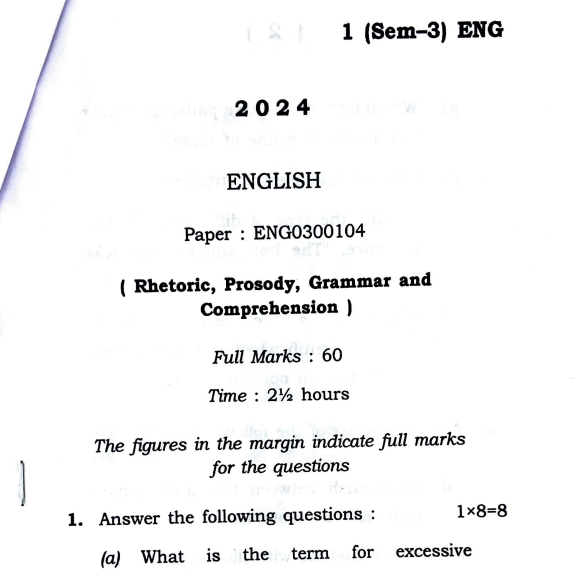 1 (Sem–3) ENG
2024
ENGLISH
Paper : ENG0300104
( Rhetoric, Prosody, Grammar and
Comprehension )
Full Marks : 60
Time : 2½ hours
The figures in the margin indicate full marks
for the questions
1. Answer the following questions : 1×8=8
(a) What is the term for excessive